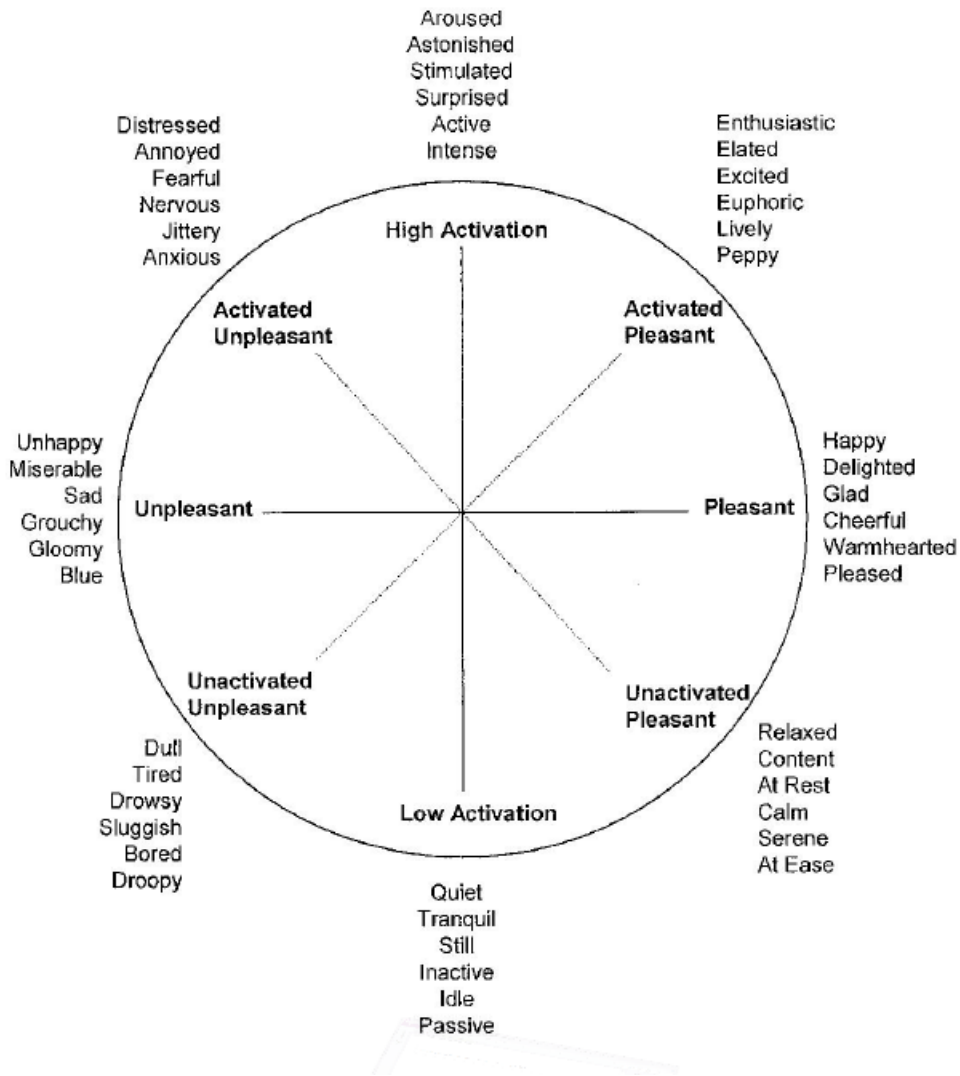 Aroused
Astonished
Stimulated
Surprised
Active
Intense
Distressed
Annoyed
Fearful
Nervous
Jittery
Anxious
Enthusiastic
Elated
Excited
Euphoric
Lively
Peppy
High Activation
Activated
Unpleasant
Activated
Pleasant
Unhappy
Miserable
Sad
Grouchy
Gloomy
Blue
Unpleasant
Pleasant
Happy
Delighted
Glad
Cheerful
Warmhearted
Pleased
Unactivated
Unpleasant
Unactivated
Pleasant
Dull
Tired
Drowsy
Sluggish
Bored
Droopy
Low Activation
Relaxed
Content
At Rest
Calm
Serene
At Ease
Quiet
Tranquil
Still
Inactive
Idle
Passive